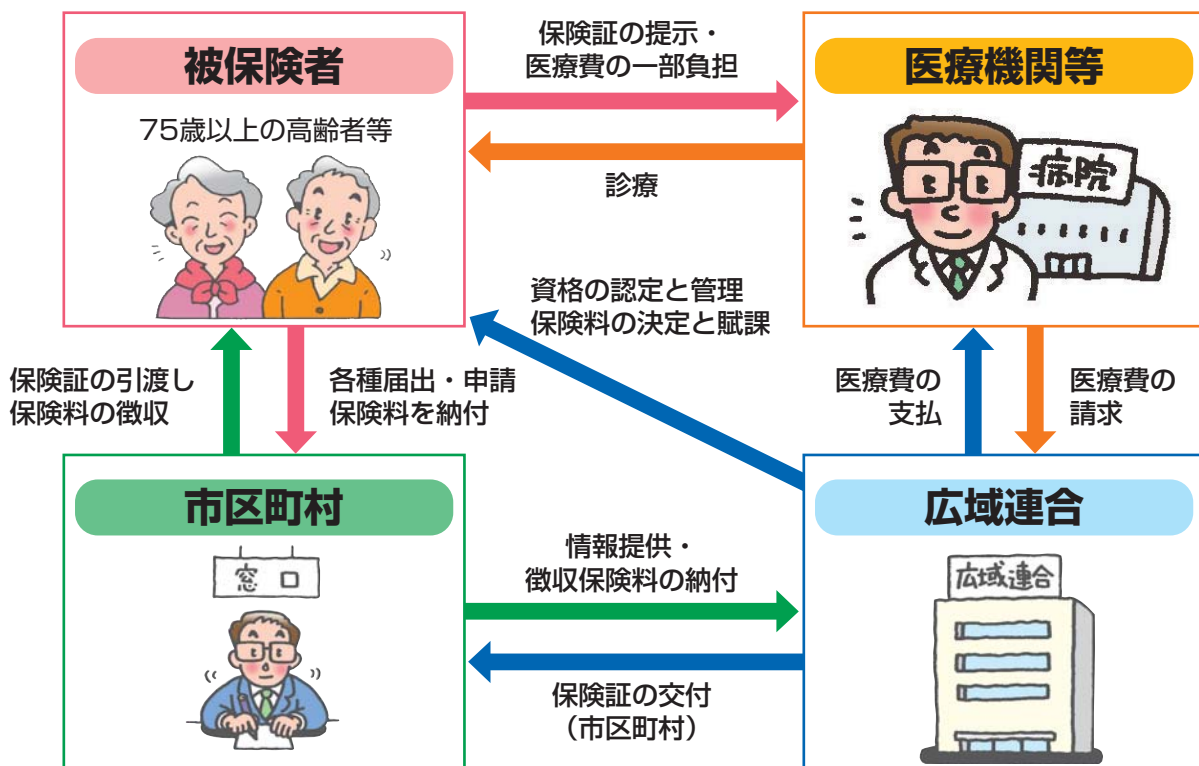 被保険者
75歳以上の高齢者等
保険証の提示・
医療費の一部負担
診療
医療機関等
病院
資格の認定と管理
保険料の決定と賦課
保険証の引渡し
保険料の徴収
各種届出・申請
保険料を納付
医療費の
支払
医療費の
請求
市区町村
窓口
情報提供・
徴収保険料の納付
保険証の交付
（市区町村）
広域連合
広域連合